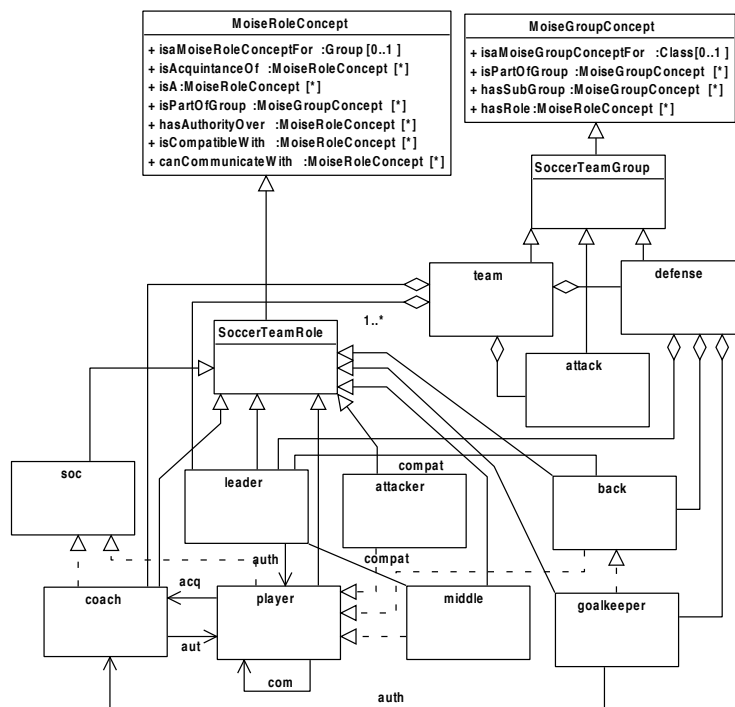 MoiseRoleConcept
+ isaMoiseRoleConceptFor :Group [0..1 ]
+ isAcquintanceOf :MoiseRoleConcept [*]
+ isA:MoiseRoleConcept [*]
+ isPartOfGroup :MoiseGroupConcept [*]
+ hasAuthorityOver :MoiseRoleConcept [*]
+ isCompatibleWith :MoiseRoleConcept [*]
+ canCommunicateWith :MoiseRoleConcept [*]
MoiseGroupConcept
+ isaMoiseGroupConceptFor :Class[0..1 ]
+ isPartOfGroup :MoiseGroupConcept [*]
+ hasSubGroup :MoiseGroupConcept [*]
+ hasRole :MoiseRoleConcept [*]
SoccerTeamGroup
team
defense
1..*
SoccerTeamRole
attack
soc
leader
attacker
compat
back
auth
compat
acq
coach
player
middle
goalkeeper
aut
com
auth